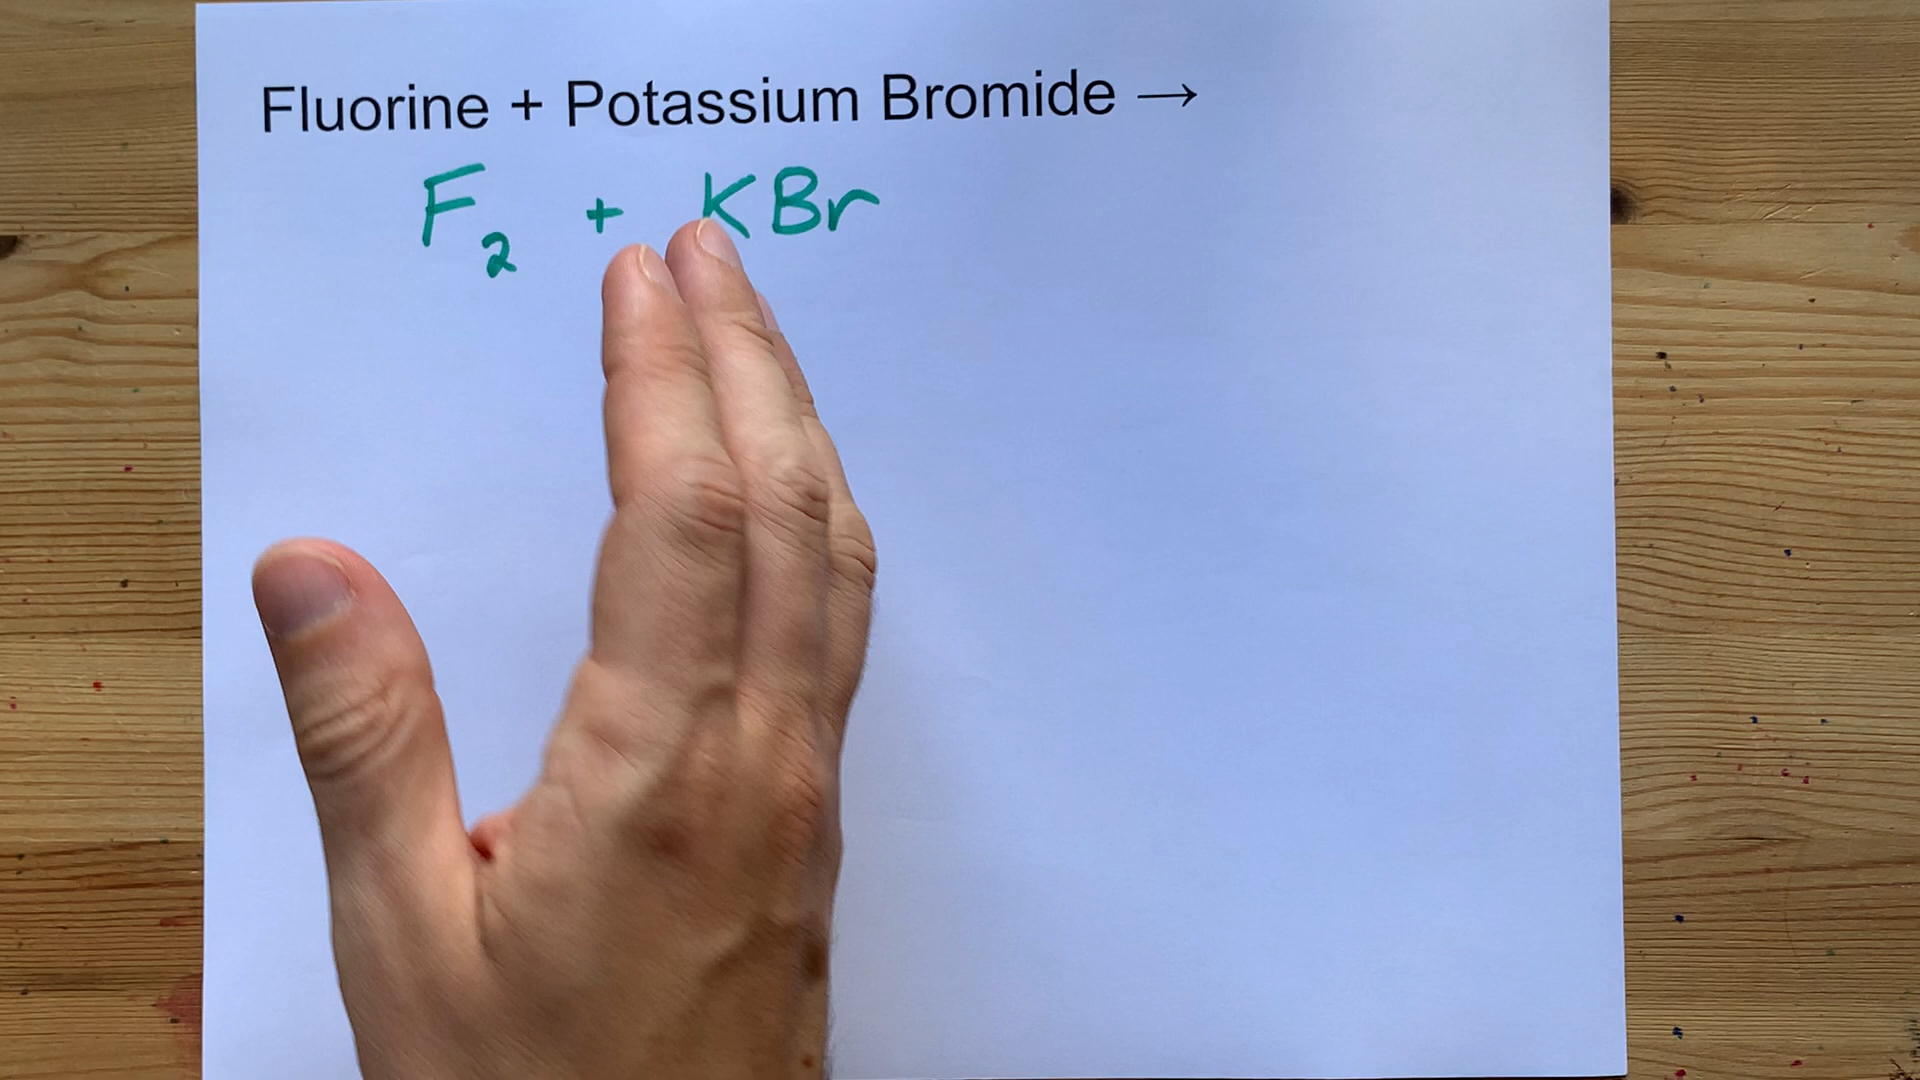 Fluorine + Potassium Bromide →
F₂ + KBr